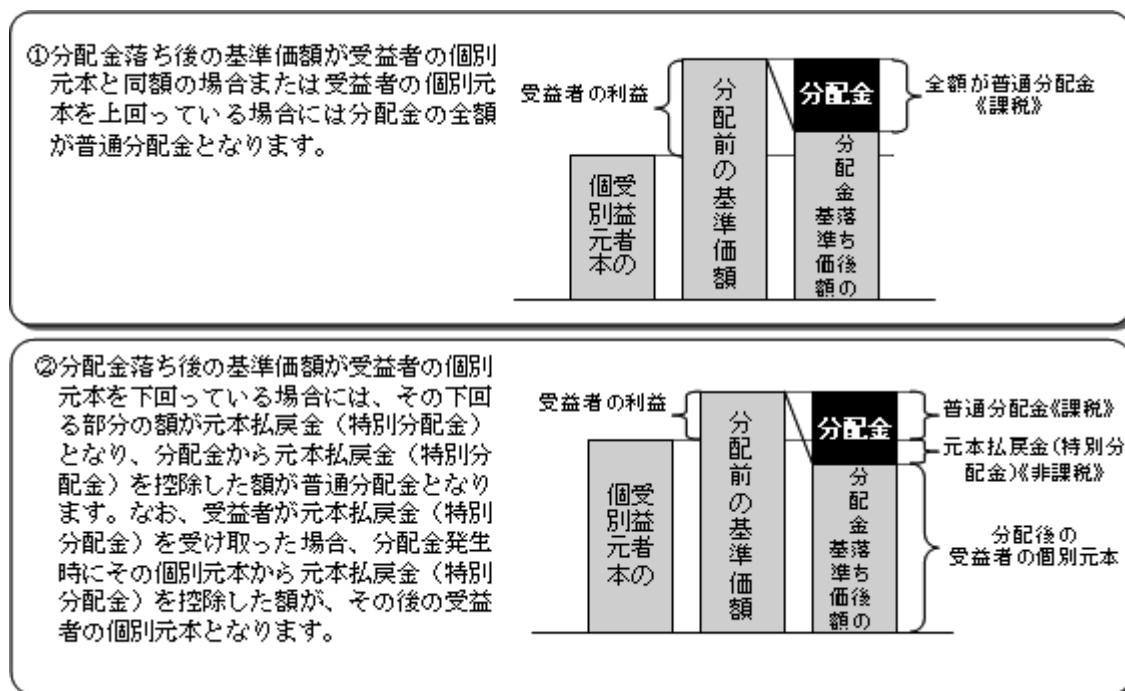 ①分配金落ち後の基準価額が受益者の個別
元本と同額の場合または受益者の個別元
本を上回っている場合には分配金の全額
が普通分配金となります。
受益者の利益
受益者の
個別元本
分配前の基準価額
分配金
分配金
落ち後の
基準価額
全額が普通分配金
《課税》
②分配金落ち後の基準価額が受益者の個別
元本を下回っている場合には、その下回
る部分の額が元本払戻金（特別分配金）
となり、分配金から元本払戻金（特別分
配金）を控除した額が普通分配金となり
ます。なお、受益者が元本払戻金（特別
分配金）を受け取った場合、分配金発生
時にその個別元本から元本払戻金（特別
分配金）を控除した額が、その後の受益
者の個別元本となります。
受益者の利益
受益者の
個別元本
分配前の基準価額
分配金
分配金
落ち後の
基準価額
普通分配金《課税》
元本払戻金(特別分
配金)《非課税》
分配後の
受益者の個別元本